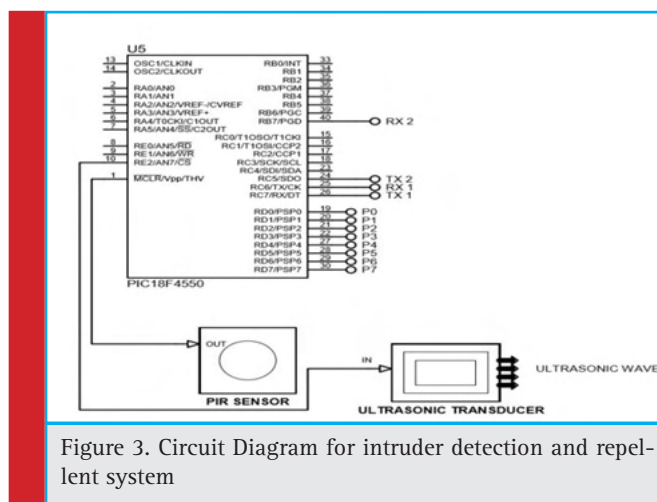 U5
13 OSC1/CLKIN RB0/INT 33
14 OSC2/CLKOUT RB1 34
RB2 35
2 RA0/AN0 RB3/PGM 36
3 RA1/AN1 RB4 37
4 RA2/AN2/VREF-/CVREF RB5 38
5 RA3/AN3/VREF+ RB6/PGC 39
6 RA4/T0CKI/C1OUT RB7/PGD 40 RX 2
7 RA5/AN4/SS/C2OUT
RC0/T1OSO/T1CKI 15
8 RE0/AN5/RD RC1/T1OSI/CCP2 16
9 RE1/AN6/WR RC2/CCP1 17
10 RE2/AN7/CS RC3/SCK/SCL 18
RC4/SDI/SDA 23
1 MCLR/Vpp/THV RC5/SDO 24 TX 2
RC6/TX/CK 25 RX 1
RC7/RX/DT 26 TX 1
RD0/PSP0 19 P0
RD1/PSP1 20 P1
RD2/PSP2 21 P2
RD3/PSP3 22 P3
RD4/PSP4 27 P4
RD5/PSP5 28 P5
RD6/PSP6 29 P6
RD7/PSP7 30 P7
PIC18F4550
OUT
IN
ULTRASONIC WAVE
PIR SENSOR
ULTRASONIC TRANSDUCER
Figure 3. Circuit Diagram for intruder detection and repel-
lent system